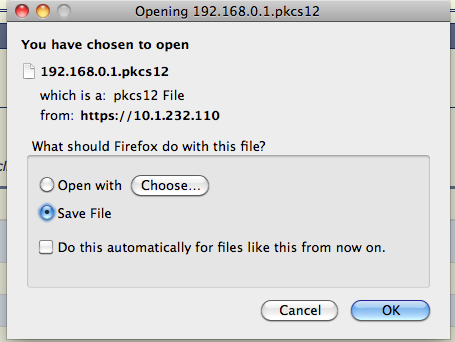 Opening 192.168.0.1.pkcs12
You have chosen to open
192.168.0.1.pkcs12
which is a: pkcs12 File
from: https://10.1.232.110
What should Firefox do with this file?
Open with Choose...
Save File
Do this automatically for files like this from now on.
Cancel OK